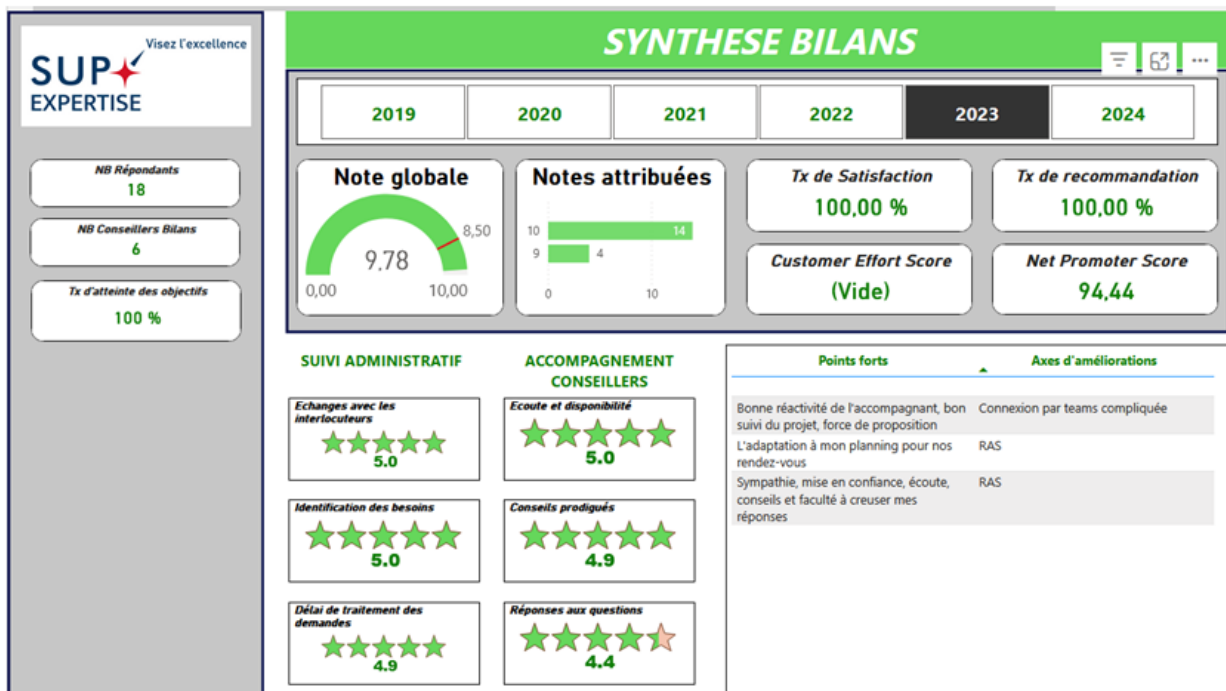 Visez l'excellence
SUP
EXPERTISE
NB Répondants
18
NB Conseillers Bilans
6
Tx d'atteinte des objectifs
100 %
SYNTHESE BILANS
2019
2020
2021
2022
2023
2024
Note globale
8,50
9,78
0,00
10,00
Notes attribuées
10
14
9
4
0
10
Tx de Satisfaction
100,00 %
Tx de recommandation
100,00 %
Customer Effort Score
(Vide)
Net Promoter Score
94,44
SUIVI ADMINISTRATIF
Echanges avec les
interlocuteurs
5.0
Identification des besoins
5.0
Délai de traitement des
demandes
4.9
ACCOMPAGNEMENT
CONSEILLERS
Ecoute et disponibilité
5.0
Conseils prodigués
4.9
Réponses aux questions
4.4
Points forts
Axes d'améliorations
Bonne réactivité de l'accompagnant, bon
suivi du projet, force de proposition
Connexion par teams compliquée
L'adaptation à mon planning pour nos
rendez-vous
RAS
Sympathie, mise en confiance, écoute,
conseils et faculté à creuser mes
réponses
RAS